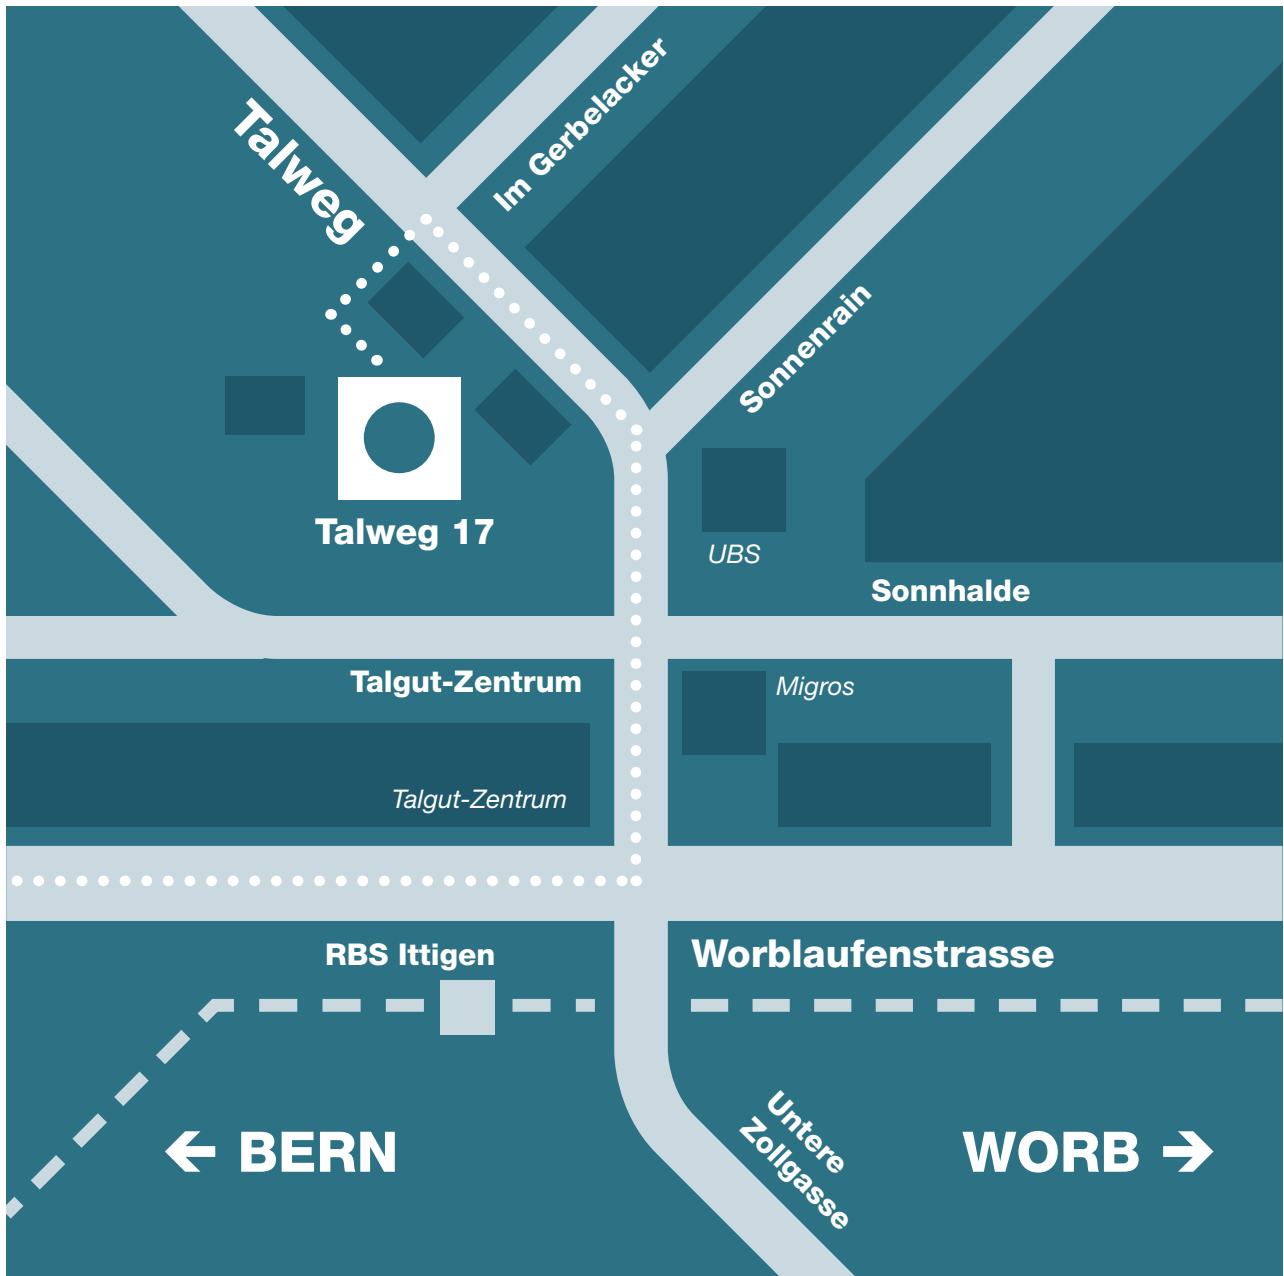 Talweg
Im Gerbelacker
Sonnenrain
Talweg 17
UBS
Sonnhalde
Talgut-Zentrum
Migros
Talgut-Zentrum
RBS Ittigen
Worblaufenstrasse
Untere
Zollgasse
BERN
WORB